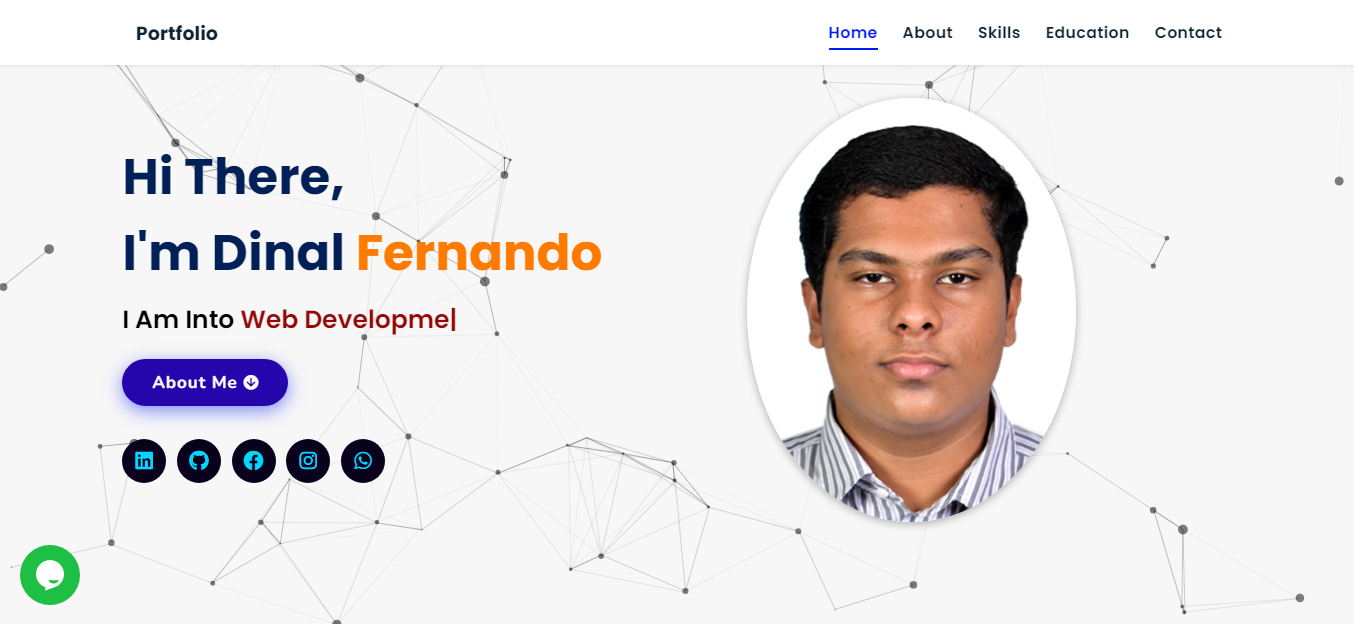 Portfolio
Home About Skills Education Contact
Hi There,
I'm Dinal Fernando
I Am Into Web Developme|
About Me